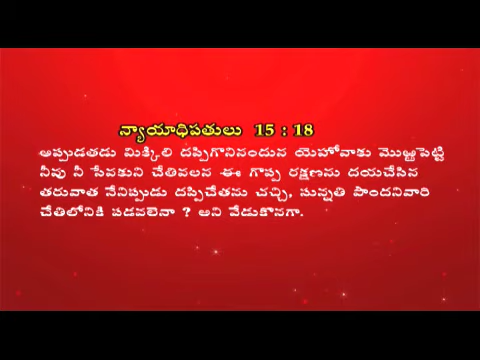 న్యాయాధిపతులు 15 : 18
అప్పుడతడు మిక్కిలి దప్పిగొనినందున యెహోవాకు మొఱ్ఱపెట్టి
నీవు నీ సేవకుని చేతివలన ఈ గొప్ప రక్షణను దయచేసిన
తరువాత నేనిప్పుడు దప్పిచేతను చచ్చి, సున్నతి పొందనివారి
చేతిలోనికి పడవలెనా ? అని వేడుకొనగా.